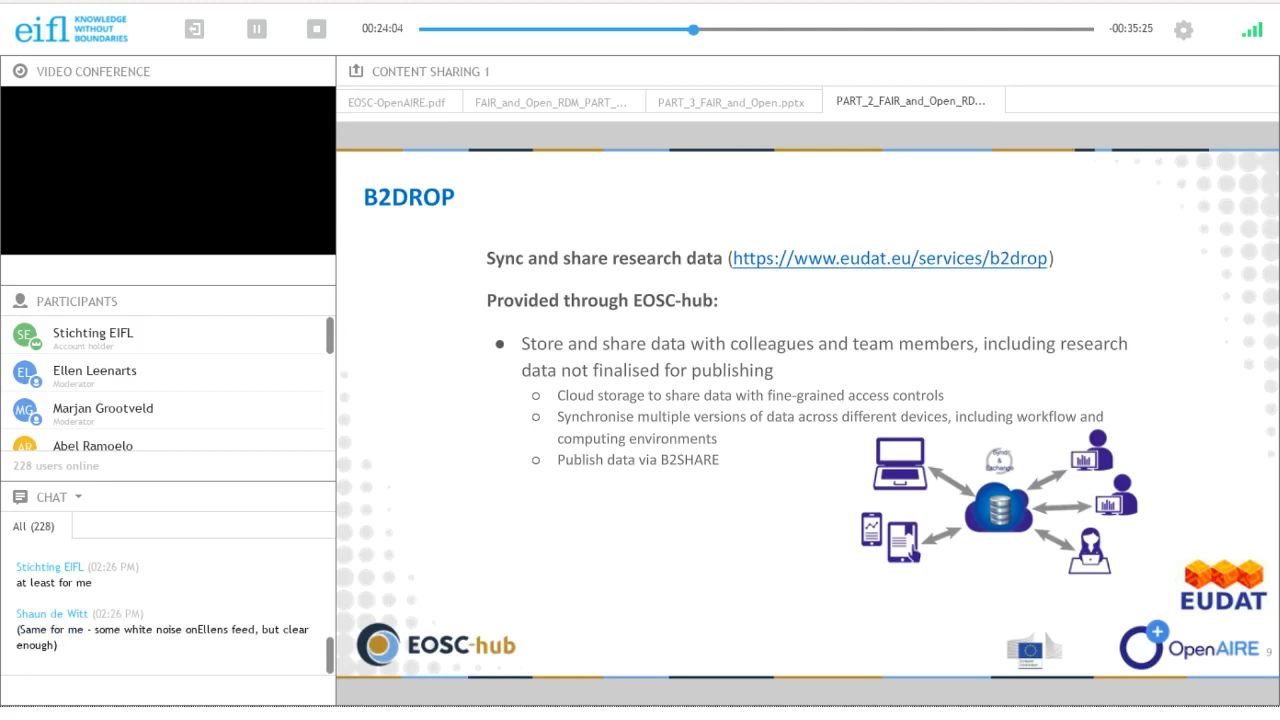 eifl KNOWLEDGE
WITHOUT
BOUNDARIES
00:24:04
-00:35:25
VIDEO CONFERENCE
CONTENT SHARING 1
EOSC-OpenAIRE.pdf
FAIR_and_Open_RDM_PART_...
PART_3_FAIR_and_Open.pptx
PART_2_FAIR_and_Open_RD...
PARTICIPANTS
SE
Stichting EIFL
Account holder
EL
Ellen Leenarts
Moderator
MG
Marjan Grootveld
Moderator
AR
Abel Ramoelo
228 users online
CHAT
All (228)
Stichting EIFL (02:26 PM)
at least for me
Shaun de Witt (02:26 PM)
(Same for me - some white noise onEllens feed, but clear
enough)
B2DROP
Sync and share research data (https://www.eudat.eu/services/b2drop)
Provided through EOSC-hub:
● Store and share data with colleagues and team members, including research
data not finalised for publishing
○ Cloud storage to share data with fine-grained access controls
○ Synchronise multiple versions of data across different devices, including workflow and
computing environments
○ Publish data via B2SHARE
Sync
&
Exchange
EUDAT
EOSC-hub
OpenAIRE
9